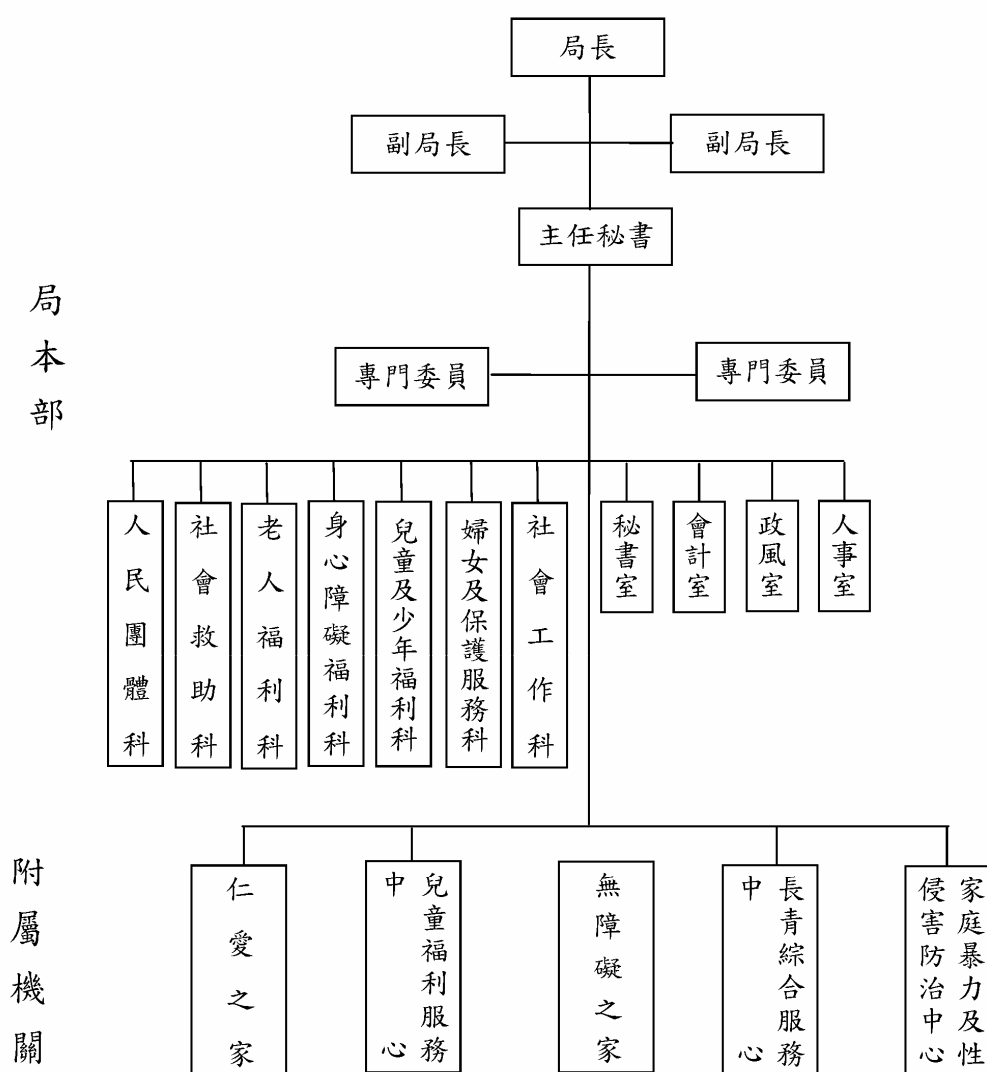 局長
副局長
副局長
主任秘書
局本部
專門委員
專門委員
人民團體科
社會救助科
老人福利科
身心障礙福利科
兒童及少年福利科
婦女及保護服務科
社會工作科
秘書室
會計室
政風室
人事室
附屬機關
仁愛之家
兒童福利服務
中心
無障礙之家
長青綜合服務
中心
家庭暴力及性
侵害防治中心